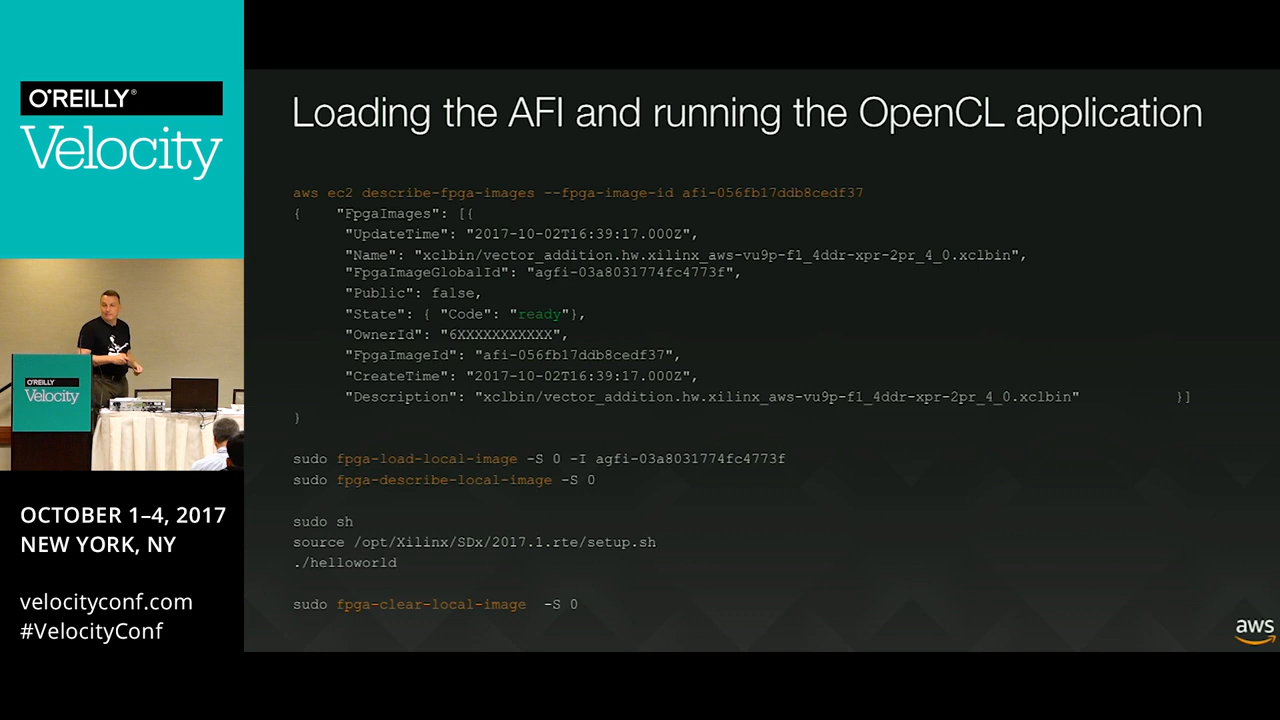 O'REILLY®
Velocity
Loading the AFI and running the OpenCL application
aws ec2 describe-fpga-images --fpga-image-id afi-056fb17ddb8cedf37
{ "FpgaImages": [{
"UpdateTime": "2017-10-02T16:39:17.000Z",
"Name": "xclbin/vector_addition.hw.xilinx_aws-vu9p-f1_4ddr-xpr-2pr_4_0.xclbin",
"FpgaImageGlobalId": "agfi-03a8031774fc4773f",
"Public": false,
"State": { "Code": "ready"},
"OwnerId": "6XXXXXXXXXXX",
"FpgaImageId": "afi-056fb17ddb8cedf37",
"CreateTime": "2017-10-02T16:39:17.000Z",
"Description": "xclbin/vector_addition.hw.xilinx_aws-vu9p-f1_4ddr-xpr-2pr_4_0.xclbin" }]
}
sudo fpga-load-local-image -S 0 -I agfi-03a8031774fc4773f
sudo fpga-describe-local-image -S 0
sudo sh
source /opt/Xilinx/SDx/2017.1.rte/setup.sh
./helloworld
sudo fpga-clear-local-image -S 0
aws
O'REILLY
Velocity
OCTOBER 1–4, 2017
NEW YORK, NY
velocityconf.com
#VelocityConf